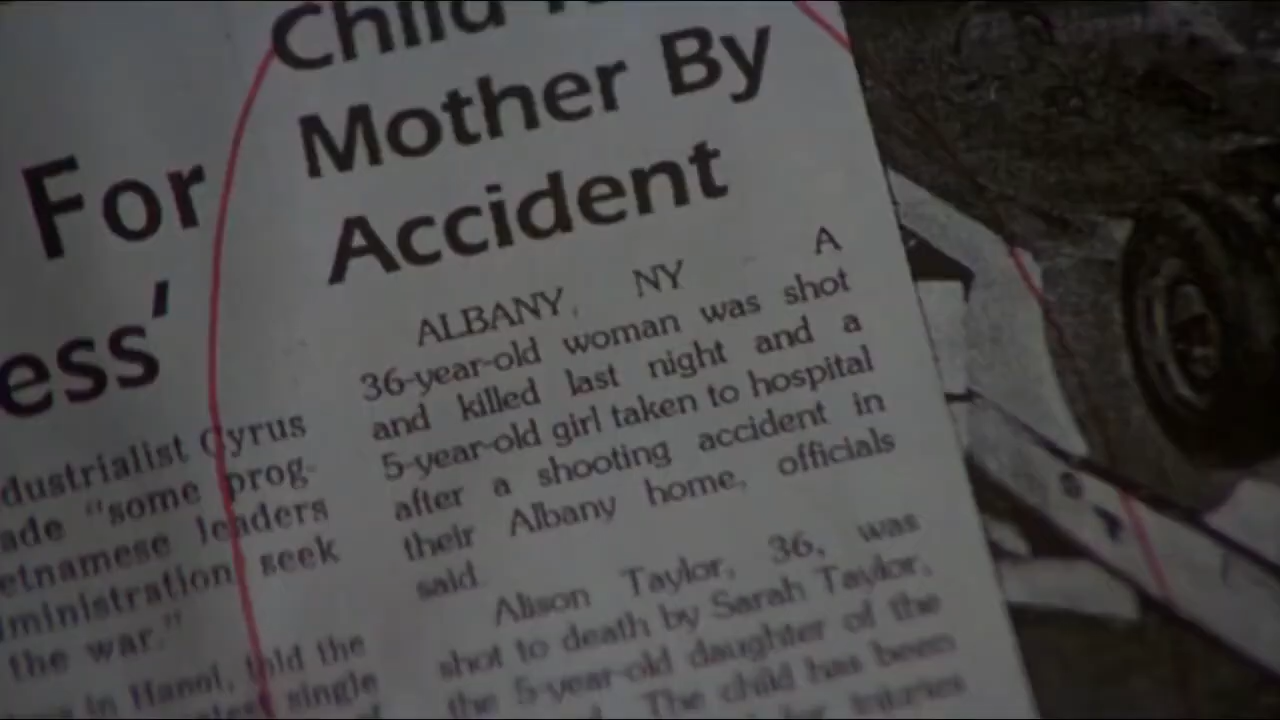 Child
Mother By
Accident
For
ess'
ALBANY, NY A
36-year-old woman was shot
and killed last night and a
5-year-old girl taken to hospital
after a shooting accident in
their Albany home, officials
said.
Alison Taylor, 36, was
shot to death by Sarah Taylor,
the 5-year-old daughter of the
The child has been
injuries
dustrialist Cyrus
ade "some prog-
etnamese leaders
ministration seek
the war."
in Hanoi, told the
single